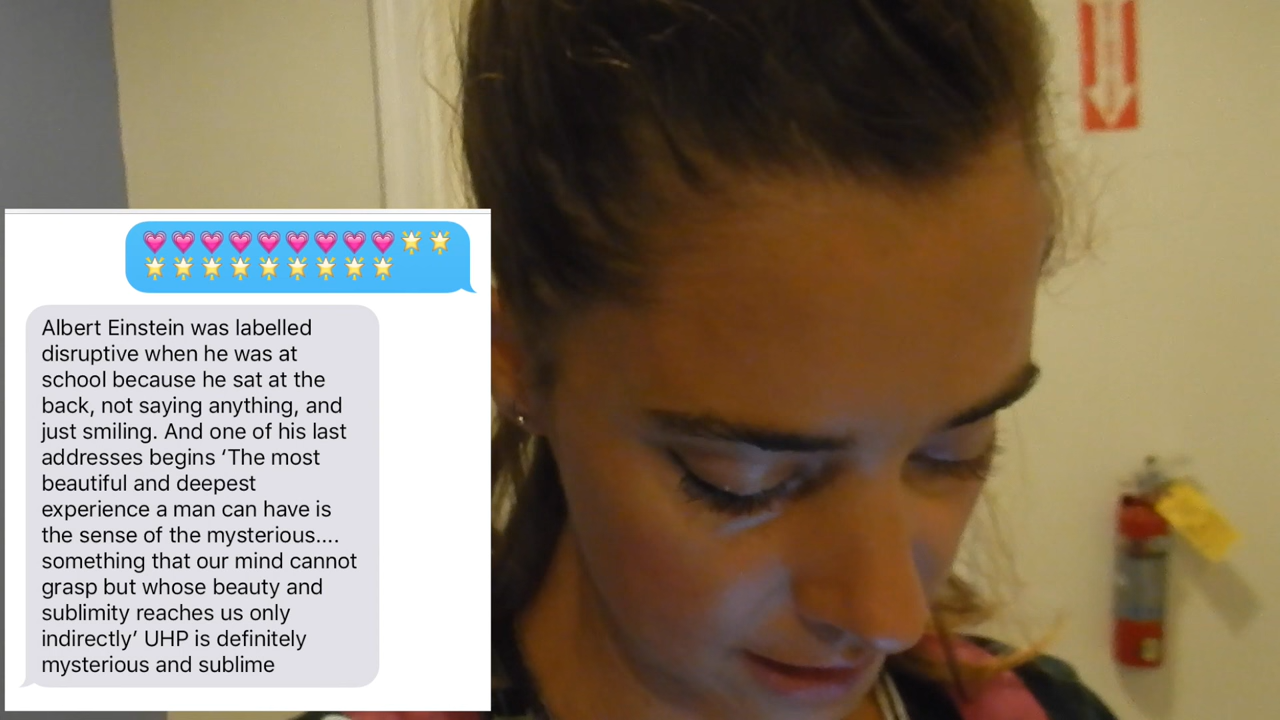 💗💗💗💗💗💗💗💗💗🌟🌟
🌟🌟🌟🌟🌟🌟🌟🌟🌟
Albert Einstein was labelled
disruptive when he was at
school because he sat at the
back, not saying anything, and
just smiling. And one of his last
addresses begins ‘The most
beautiful and deepest
experience a man can have is
the sense of the mysterious....
something that our mind cannot
grasp but whose beauty and
sublimity reaches us only
indirectly’ UHP is definitely
mysterious and sublime